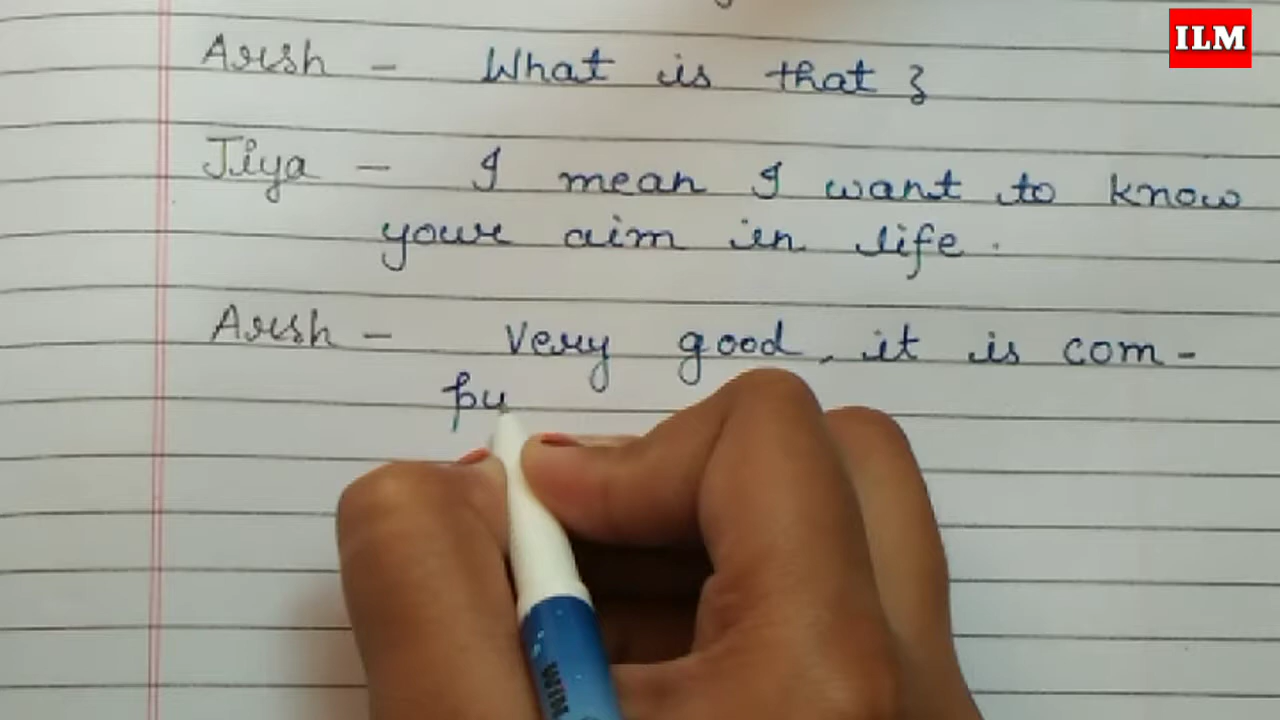 ILM
Arsh - What is that ?
Jiya - I mean I want to know
your aim in life.
Arsh - Very good, it is com-
pu